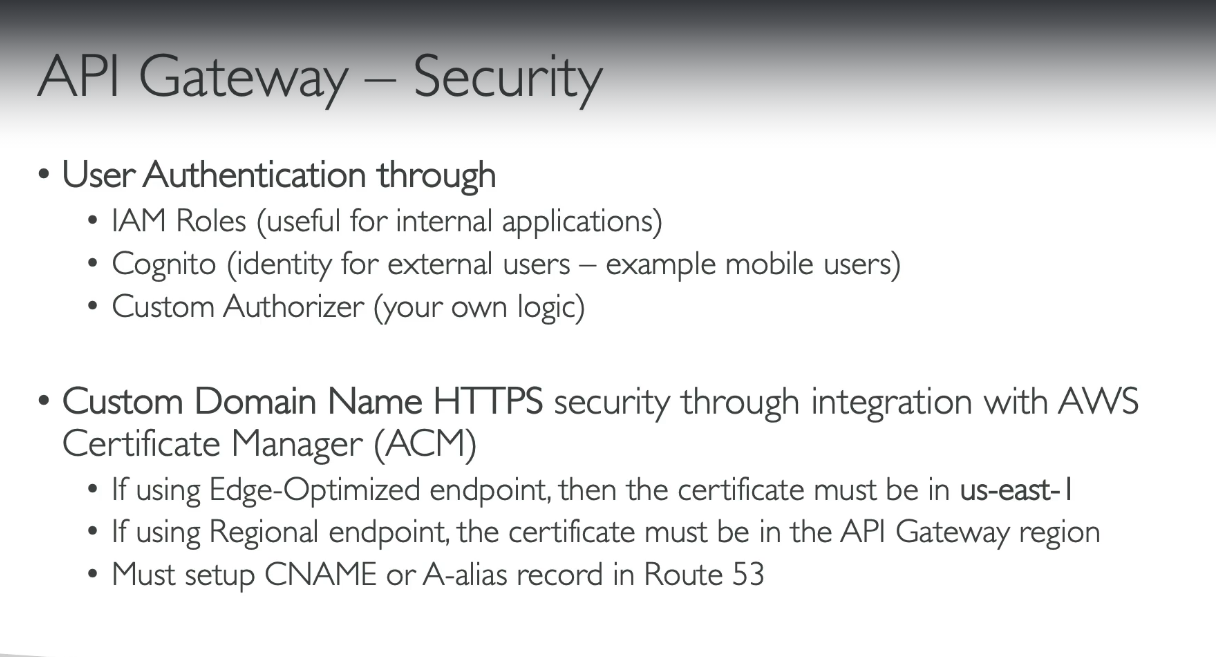 API Gateway – Security
• User Authentication through
• IAM Roles (useful for internal applications)
• Cognito (identity for external users – example mobile users)
• Custom Authorizer (your own logic)
• Custom Domain Name HTTPS security through integration with AWS
Certificate Manager (ACM)
• If using Edge-Optimized endpoint, then the certificate must be in us-east-1
• If using Regional endpoint, the certificate must be in the API Gateway region
• Must setup CNAME or A-alias record in Route 53